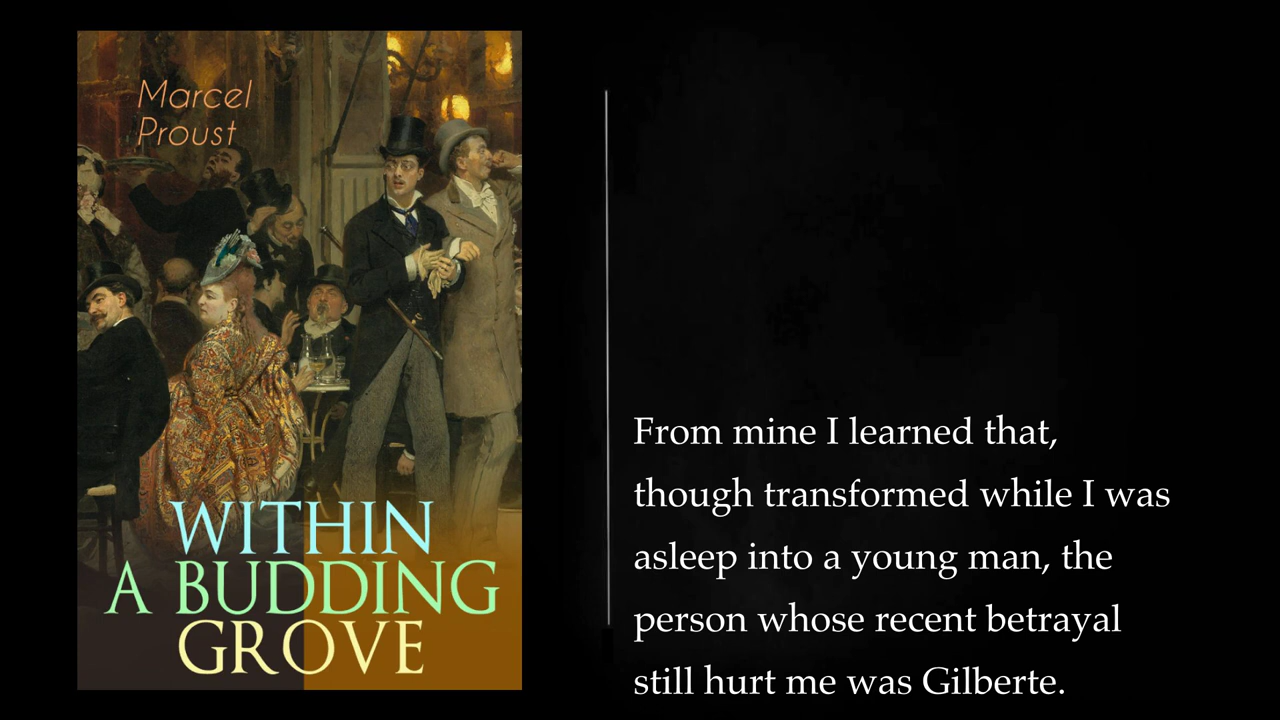 Marcel
Proust
WITHIN
A BUDDING
GROVE
From mine I learned that,
though transformed while I was
asleep into a young man, the
person whose recent betrayal
still hurt me was Gilberte.